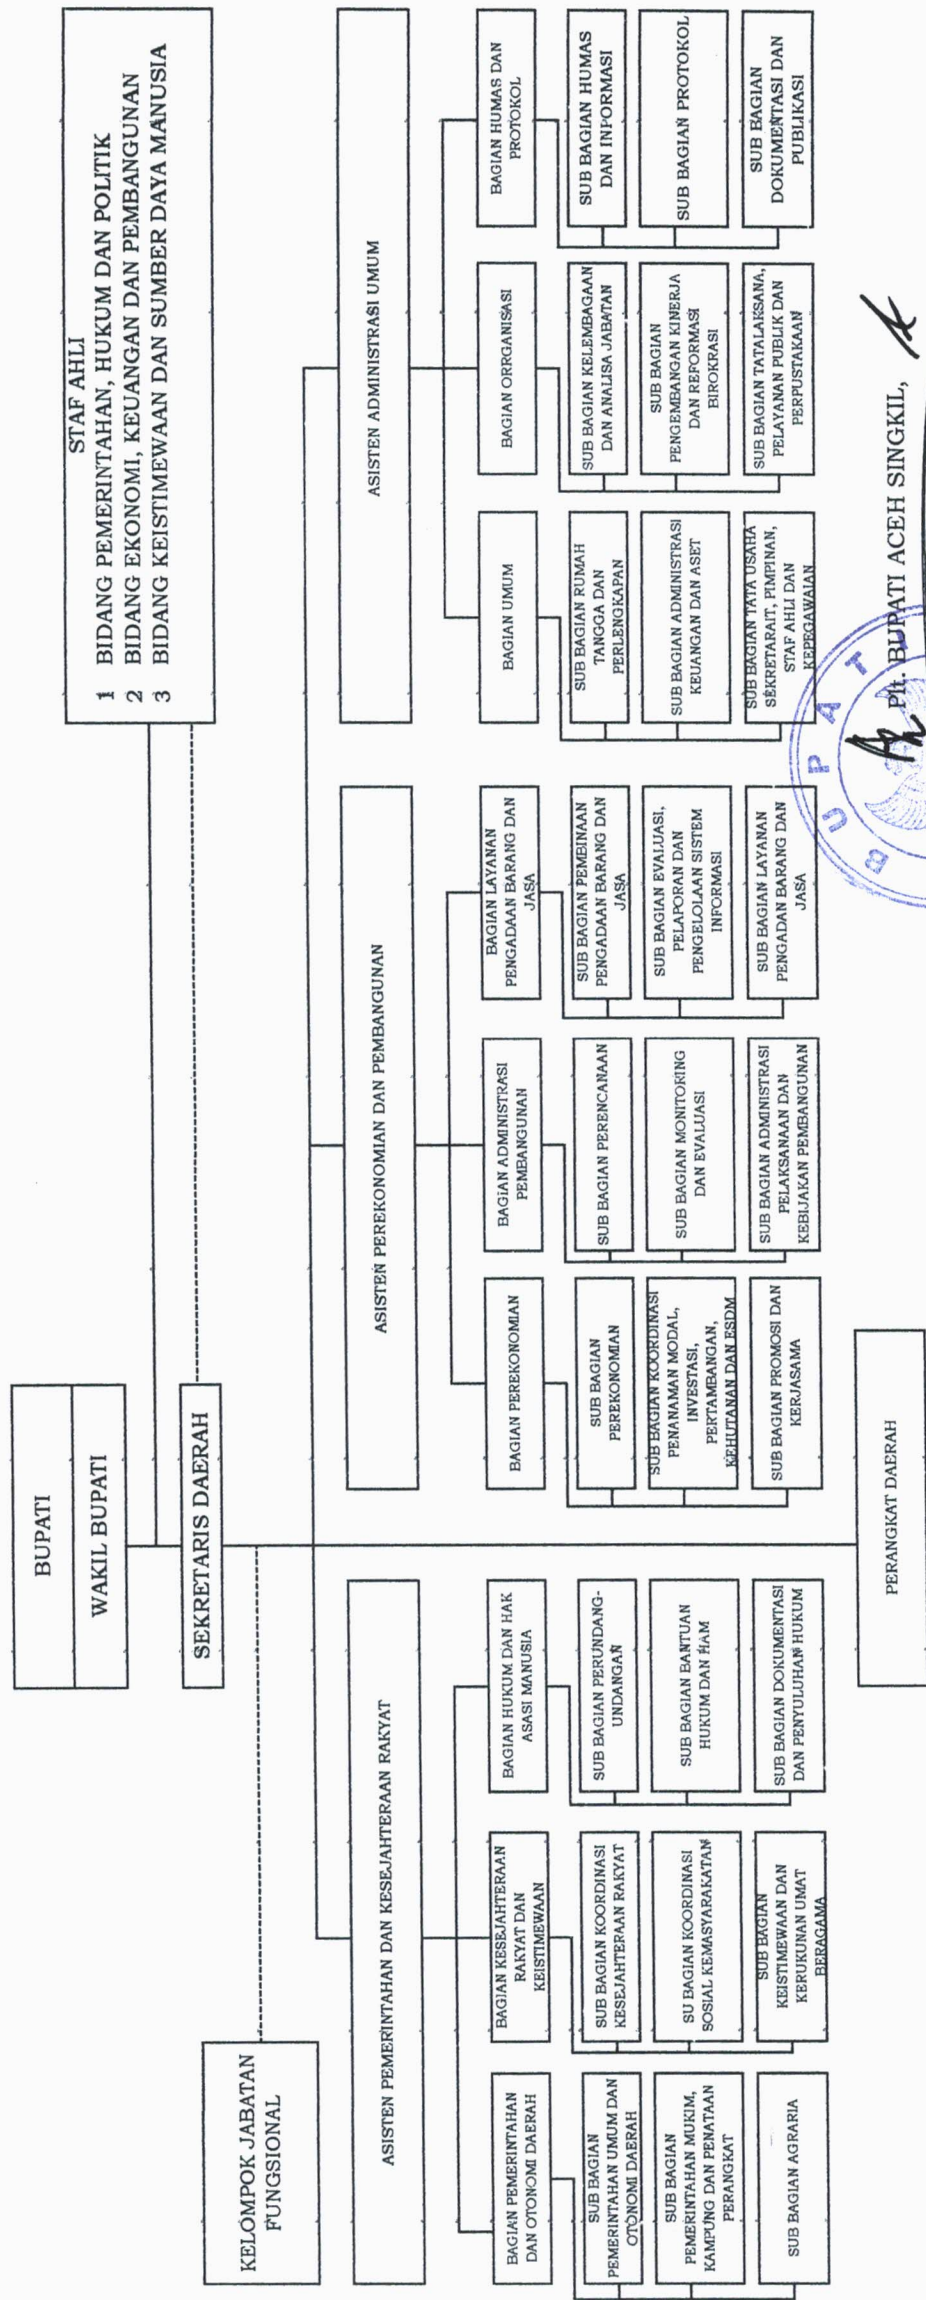 BUPATI
WAKIL BUPATI
SEKRETARIS DAERAH
STAF AHLI
1 BIDANG PEMERINTAHAN, HUKUM DAN POLITIK
2 BIDANG EKONOMI, KEUANGAN DAN PEMBANGUNAN
3 BIDANG KEISTIMEWAAN DAN SUMBER DAYA MANUSIA
KELOMPOK JABATAN
FUNGSIONAL
ASISTEN PEMERINTAHAN DAN KESEJAHTERAAN RAKYAT
BAGIAN PEMERINTAHAN
DAN OTONOMI DAERAH
SUB BAGIAN
PEMERINTAHAN UMUM DAN
OTONOMI DAERAH
SUB BAGIAN
PEMERINTAHAN MUKIM,
KAMPUNG DAN PENATAAN
PERANGKAT
SUB BAGIAN AGRARIA
BAGIAN KESEJAHTERAAN
RAKYAT DAN
KEISTIMEWAAN
SUB BAGIAN KOORDINASI
KESEJAHTERAAN RAKYAT
SU BAGIAN KOORDINASI
SOSIAL KEMASYARAKATAN
SUB BAGIAN
KEISTIMEWAAN DAN
KERUKUNAN UMAT
BERAGAMA
BAGIAN HUKUM DAN HAK
ASASI MANUSIA
SUB BAGIAN PERUNDANG-
UNDANGAN
SUB BAGIAN BANTUAN
HUKUM DAN HAM
SUB BAGIAN DOKUMENTASI
DAN PENYULUHAN HUKUM
ASISTEN PEREKONOMIAN DAN PEMBANGUNAN
BAGIAN PEREKONOMIAN
SUB BAGIAN
PEREKONOMIAN
SUB BAGIAN KOORDINASI
PENANAMAN MODAL,
INVESTASI,
PERTAMBANGAN,
KEHUTANAN DAN ESDM
SUB BAGIAN PROMOSI DAN
KERJASAMA
BAGIAN ADMINISTRASI
PEMBANGUNAN
SUB BAGIAN PERENCANAAN
SUB BAGIAN MONITORING
DAN EVALUASI
SUB BAGIAN ADMINISTRASI
PELAKSANAAN DAN
KEBIJAKAN PEMBANGUNAN
BAGIAN LAYANAN
PENGADAAN BARANG DAN
JASA
SUB BAGIAN PEMBINAAN
PENGADAAN BARANG DAN
JASA
SUB BAGIAN EVALUASI,
PELAPORAN DAN
PENGELOLAAN SISTEM
INFORMASI
SUB BAGIAN LAYANAN
PENGADAN BARANG DAN
JASA
ASISTEN ADMINISTRASI UMUM
BAGIAN UMUM
SUB BAGIAN RUMAH
TANGGA DAN
PERLENGKAPAN
SUB BAGIAN ADMINISTRASI
KEUANGAN DAN ASET
SUB BAGIAN TATA USAHA
SEKRETARAIT, PIMPINAN,
STAF AHLI DAN
KEPEGAWAIAN
BAGIAN ORRGANISASI
SUB BAGIAN KELEMBAGAAN
DAN ANALISA JABATAN
SUB BAGIAN
PENGEMBANGAN KINERJA
DAN REFORMASI
BIROKRASI
SUB BAGIAN TATALAKSANA,
PELAYANAN PUBLIK DAN
PERPUSTAKAAN
BAGIAN HUMAS DAN
PROTOKOL
SUB BAGIAN HUMAS
DAN INFORMASI
SUB BAGIAN PROTOKOL
SUB BAGIAN
DOKUMENTASI DAN
PUBLIKASI
PERANGKAT DAERAH
Plt. BUPATI ACEH SINGKIL,
BUPATI